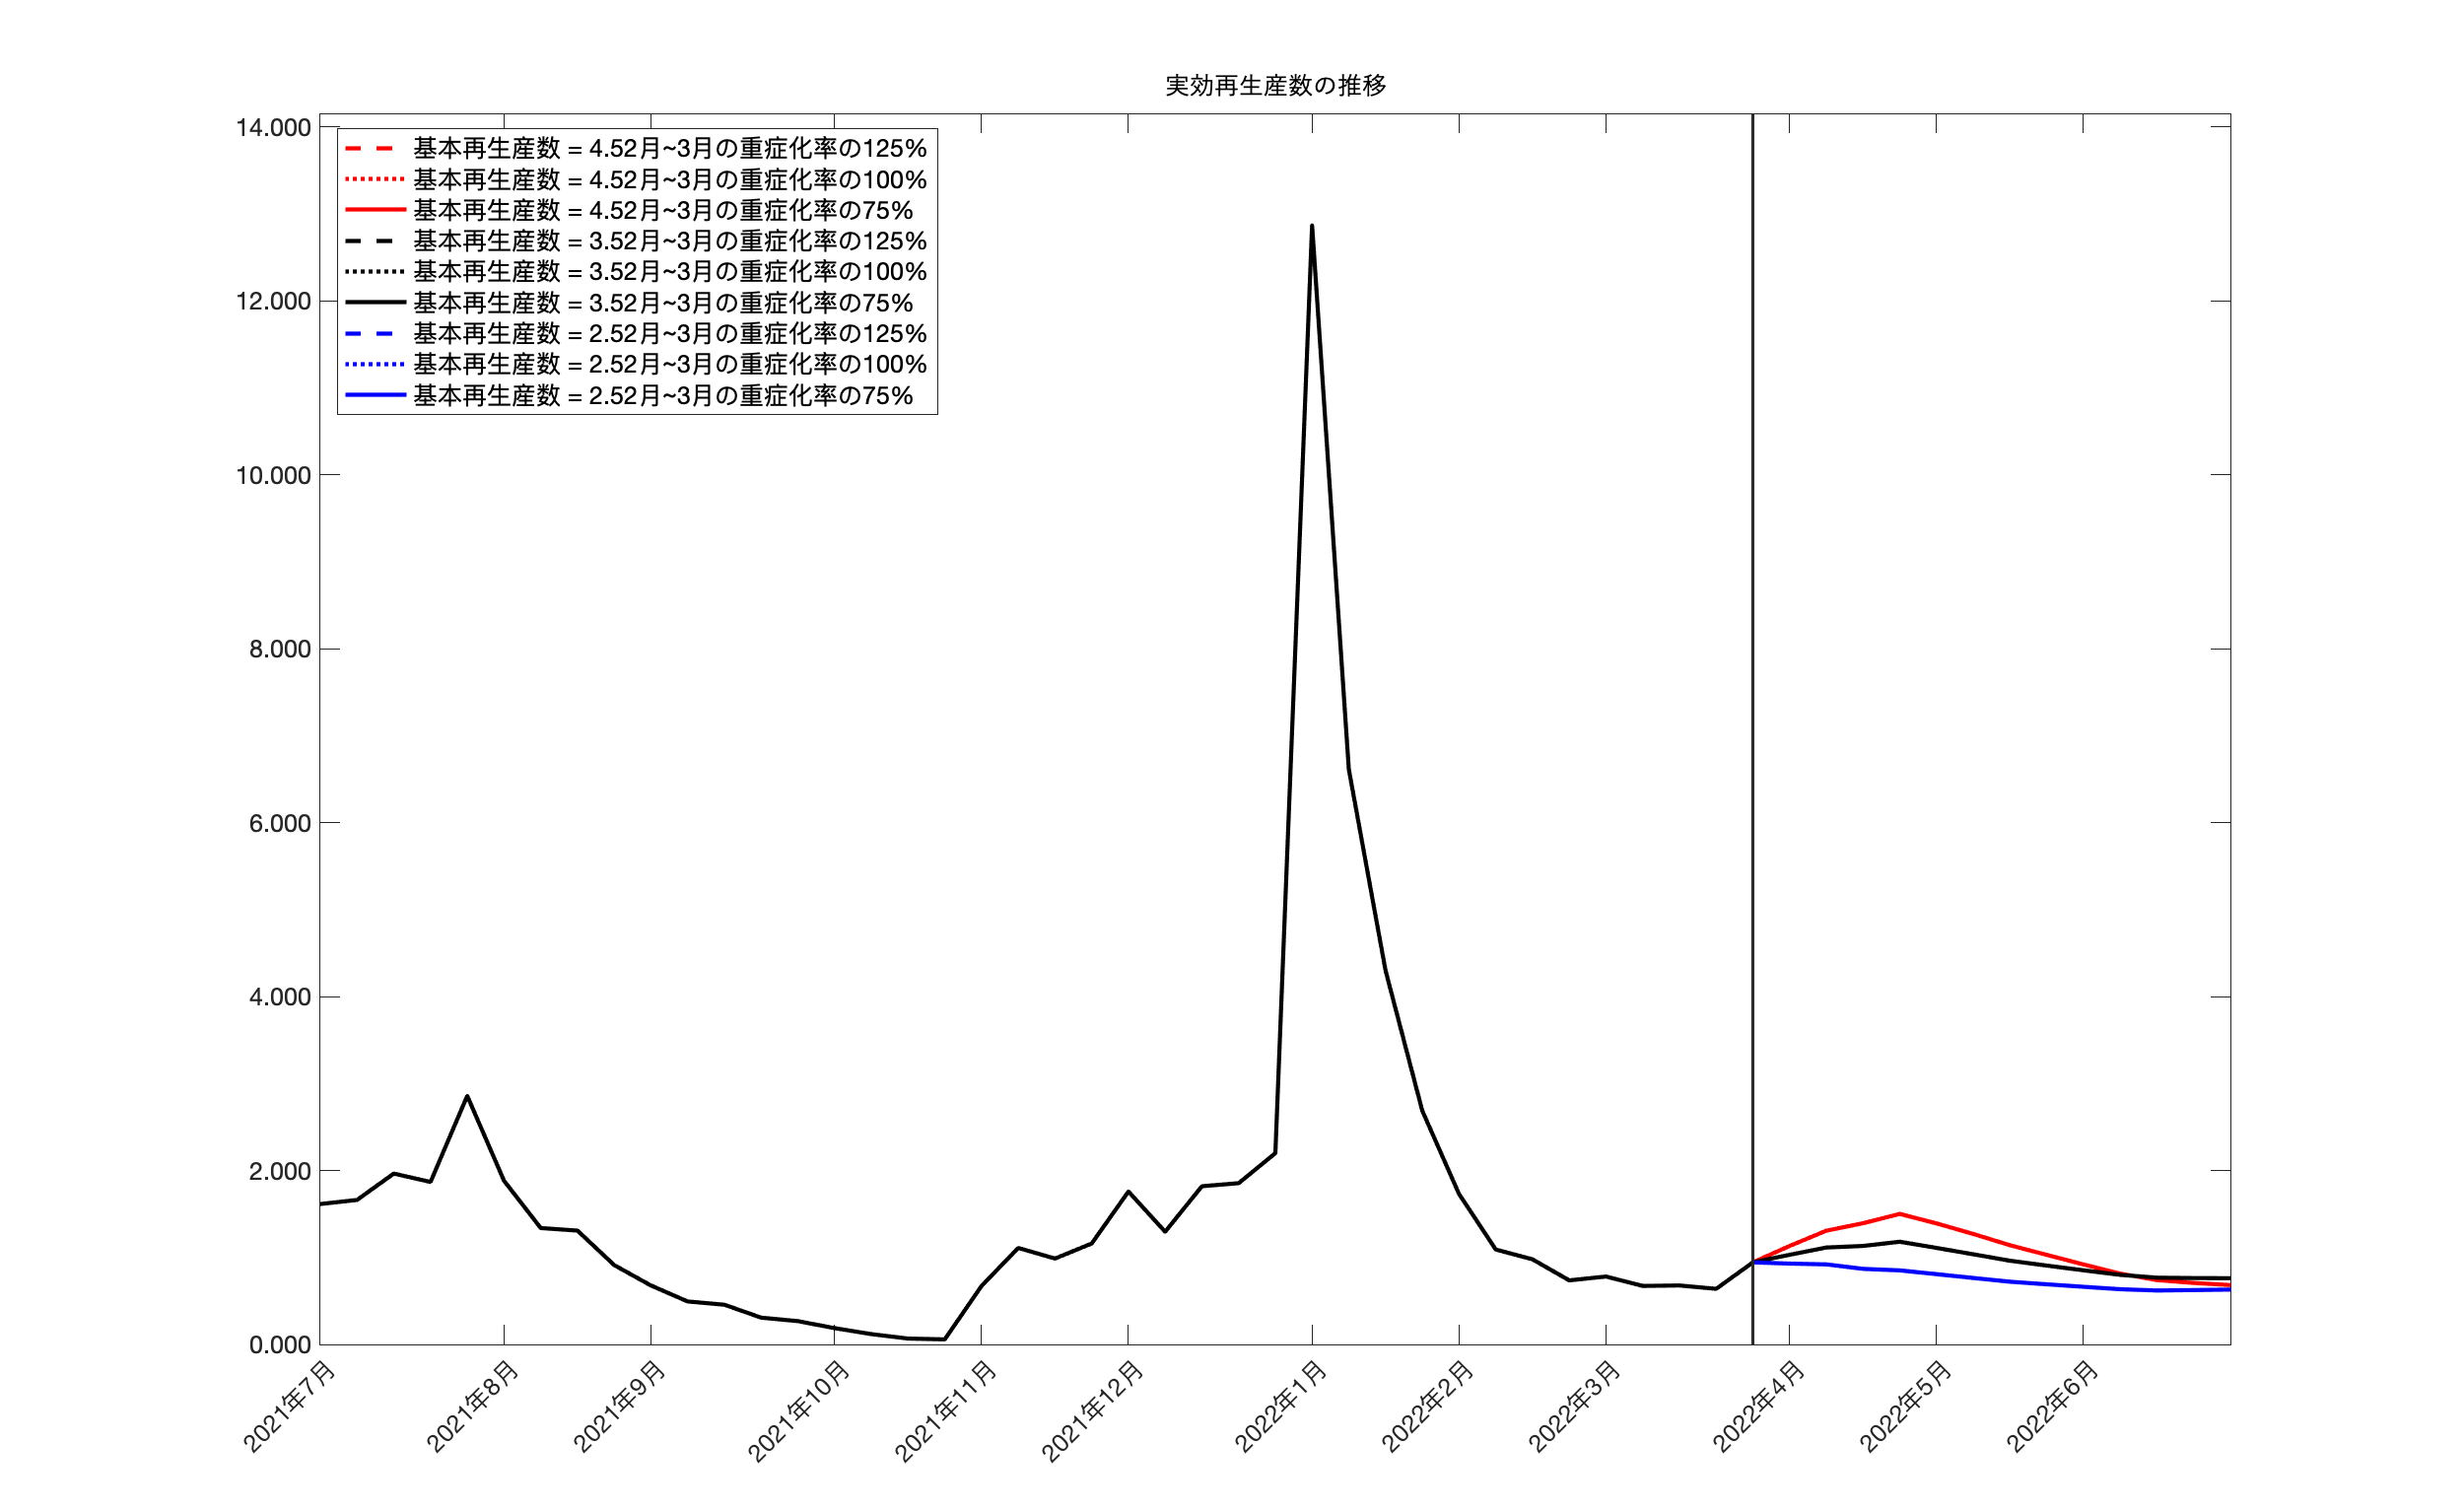 実効再生産数の推移
14.000
12.000
10.000
8.000
6.000
4.000
2.000
0.000
基本再生産数 = 4.52月~3月の重症化率の125%
基本再生産数 = 4.52月~3月の重症化率の100%
基本再生産数 = 4.52月~3月の重症化率の75%
基本再生産数 = 3.52月~3月の重症化率の125%
基本再生産数 = 3.52月~3月の重症化率の100%
基本再生産数 = 3.52月~3月の重症化率の75%
基本再生産数 = 2.52月~3月の重症化率の125%
基本再生産数 = 2.52月~3月の重症化率の100%
基本再生産数 = 2.52月~3月の重症化率の75%
2021年7月
2021年8月
2021年9月
2021年10月
2021年11月
2021年12月
2022年1月
2022年2月
2022年3月
2022年4月
2022年5月
2022年6月